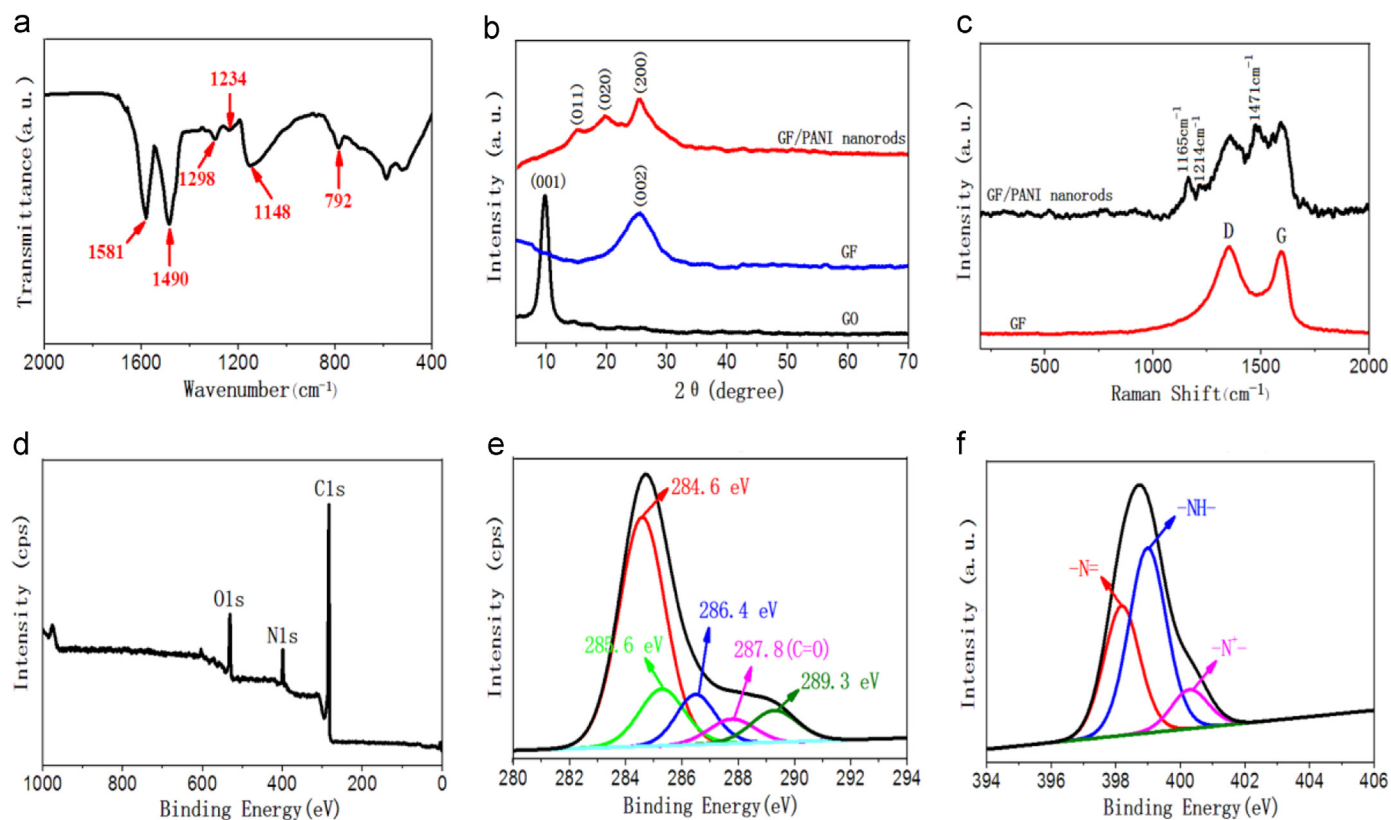 a
Transmittance(a. u.)
1234
1298
1148
792
1581
1490
2000 1600 1200 800 400
Wavenumber(cm⁻¹)
b
Intensity (a. u.)
(011)
(020)
(200)
GF/PANI nanorods
(001)
(002)
GF
GO
10 20 30 40 50 60 70
2 θ (degree)
c
Intensity (a. u.)
1165cm⁻¹
1214cm⁻¹
1471cm⁻¹
GF/PANI nanorods
D G
GF
500 1000 1500 2000
Raman Shift(cm⁻¹)
d
Intensity (cps)
C1s
O1s
N1s
1000 800 600 400 200 0
Binding Energy(eV)
e
Intensity (cps)
284.6 eV
286.4 eV
285.6 eV
287.8(C=O)
289.3 eV
280 282 284 286 288 290 292 294
Binding Energy(eV)
f
Intensity (a. u.)
-NH-
-N=
-N⁺-
394 396 398 400 402 404 406
Binding Energy(eV)